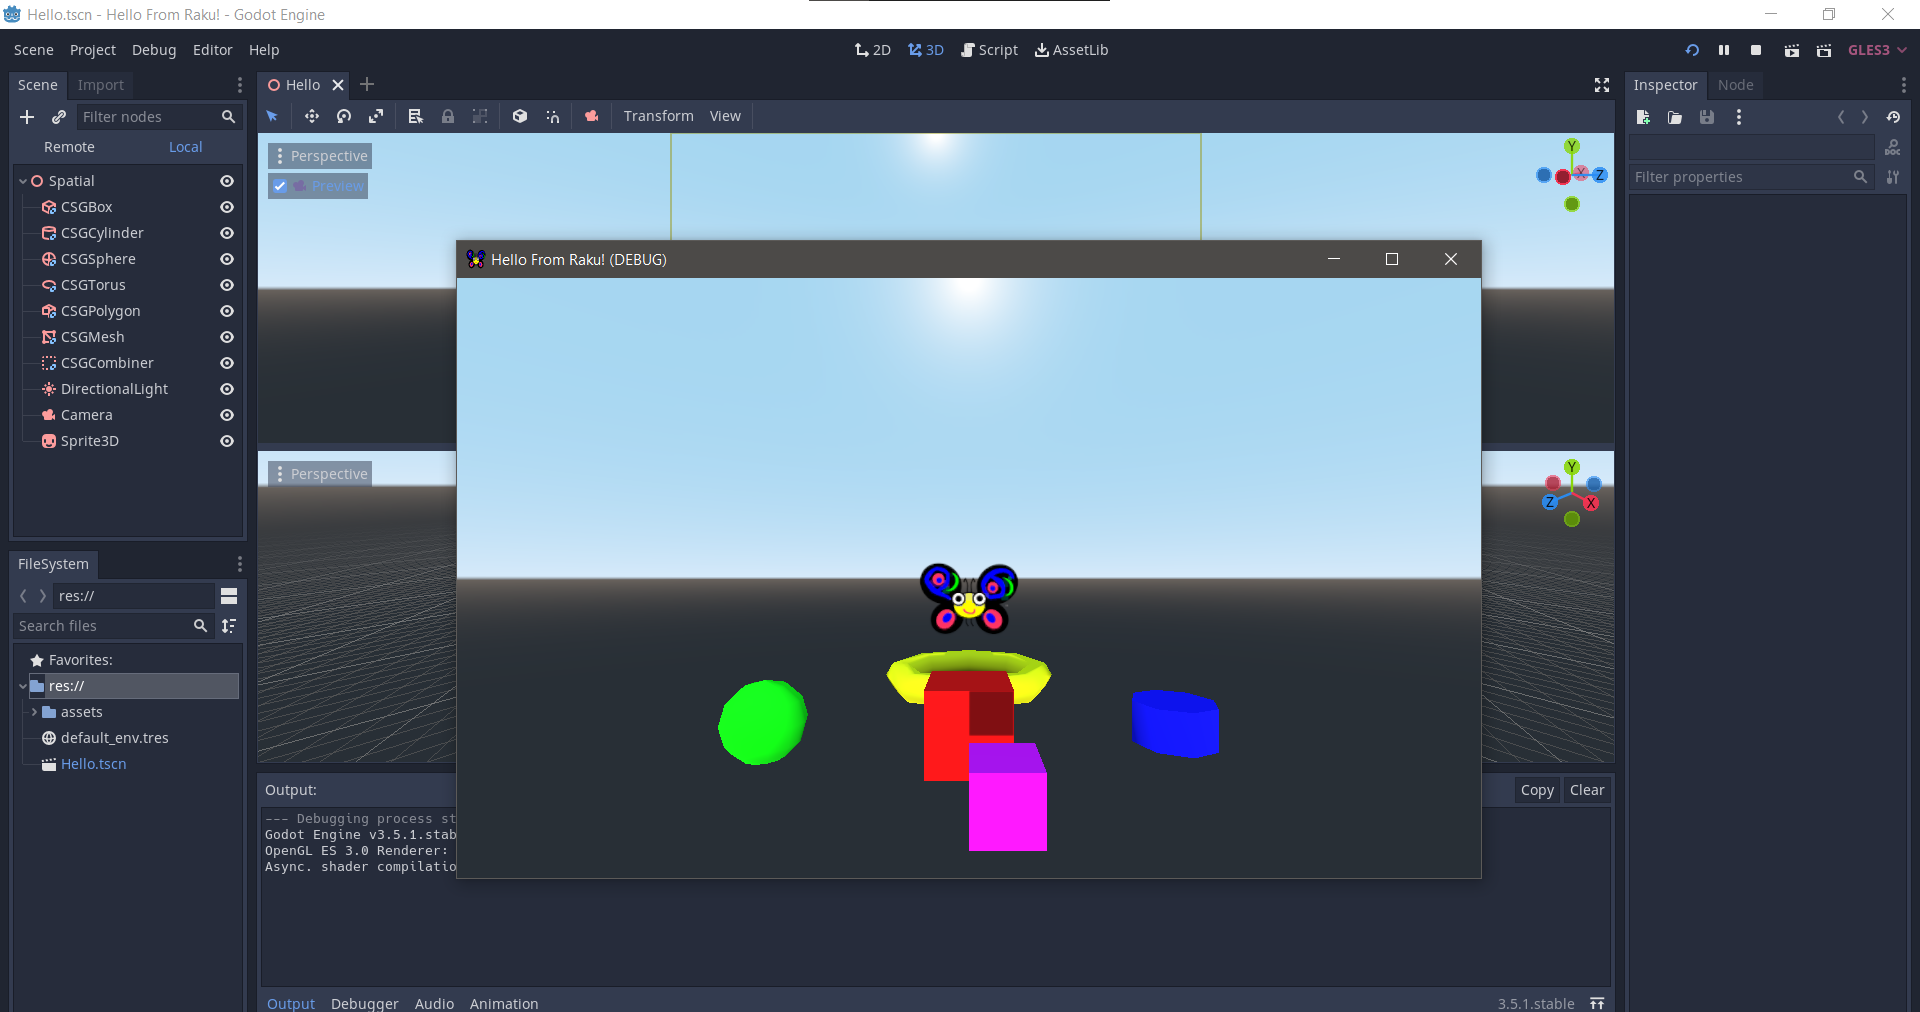 Hello.tscn - Hello From Raku! - Godot Engine
Scene Project Debug Editor Help
2D 3D Script AssetLib
GLES3
Scene Import
Filter nodes
Remote Local
Spatial
CSGBox
CSGCylinder
CSGSphere
CSGTorus
CSGPolygon
CSGMesh
CSGCombiner
DirectionalLight
Camera
Sprite3D
FileSystem
res://
Search files
Favorites:
res://
assets
default_env.tres
Hello.tscn
Hello
Transform View
Perspective
Preview
Y
X Z
Hello From Raku! (DEBUG)
Perspective
Y
Z X
Output:
Copy Clear
--- Debugging process st
Godot Engine v3.5.1.stab
OpenGL ES 3.0 Renderer:
Async. shader compilatio
Output Debugger Audio Animation
3.5.1.stable
Inspector Node
DOC
Filter properties